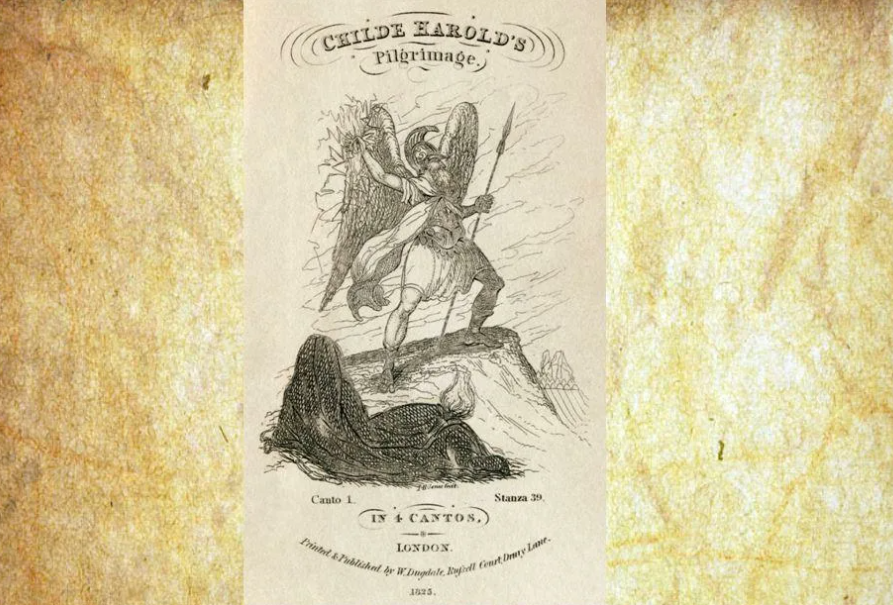 CHILDE HAROLD'S
Pilgrimage.
Canto 1. Stanza 39.
IN 4 CANTOS.
LONDON.
Printed & Published by W. Dugdale, Russell Court, Drury Lane.
1825.